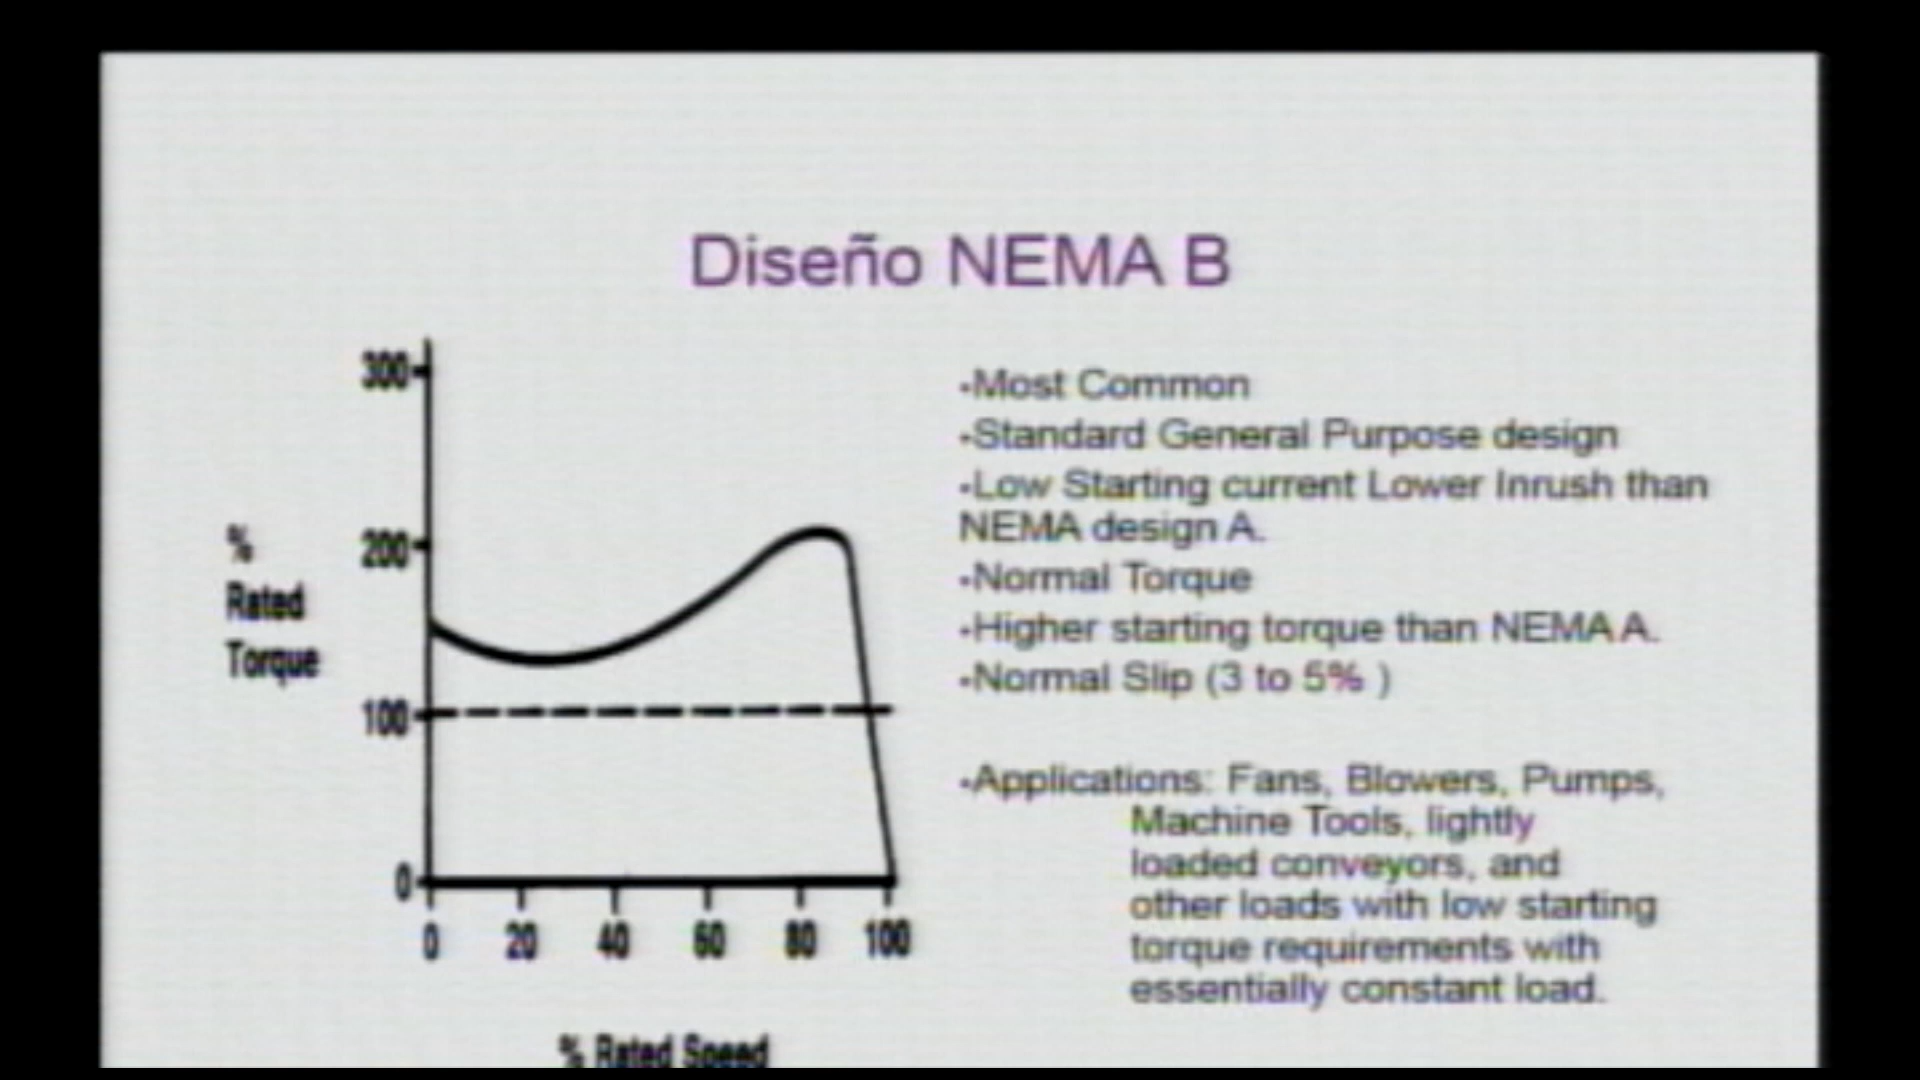 Diseño NEMA B
300
200
100
0
%
Rated
Torque
0 20 40 60 80 100
% Rated Speed
-Most Common
-Standard General Purpose design
-Low Starting current Lower Inrush than
NEMA design A.
-Normal Torque
-Higher starting torque than NEMA A.
-Normal Slip (3 to 5% )
-Applications: Fans, Blowers, Pumps,
Machine Tools, lightly
loaded conveyors, and
other loads with low starting
torque requirements with
essentially constant load.